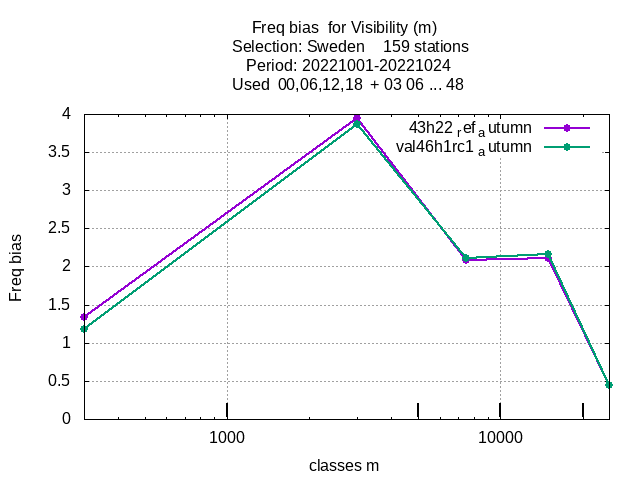 Freq bias  for Visibility (m)
Selection: Sweden    159 stations
Period: 20221001-20221024
Used  00,06,12,18  + 03 06 ... 48
43h22 ref a utumn
val46h1rc1 a utumn
4
3.5
3
2.5
2
1.5
1
0.5
0
Freq bias
1000
10000
classes m